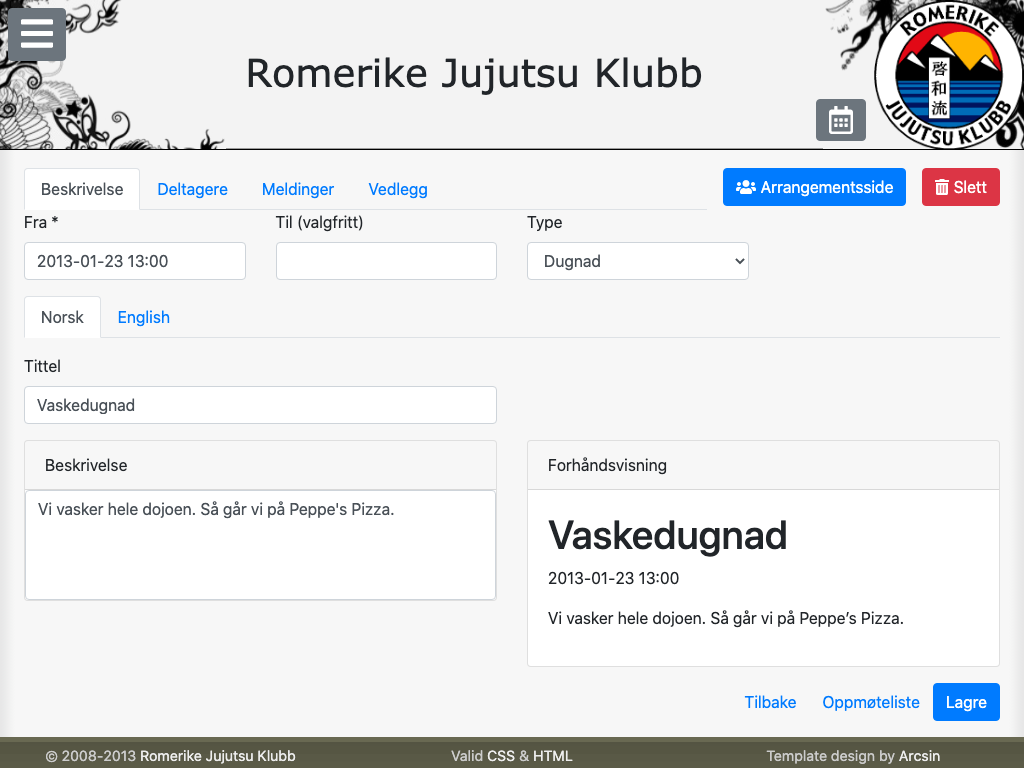 Romerike Jujutsu Klubb
ROMERIKE
啓和流
JUJUTSU KLUBB
Beskrivelse Deltagere Meldinger Vedlegg Arrangementsside Slett
Fra * Til (valgfritt) Type
2013-01-23 13:00 Dugnad
Norsk English
Tittel
Vaskedugnad
Beskrivelse
Vi vasker hele dojoen. Så går vi på Peppe's Pizza.
Forhåndsvisning
Vaskedugnad
2013-01-23 13:00
Vi vasker hele dojoen. Så går vi på Peppe’s Pizza.
Tilbake Oppmøteliste Lagre
© 2008-2013 Romerike Jujutsu Klubb Valid CSS & HTML Template design by Arcsin